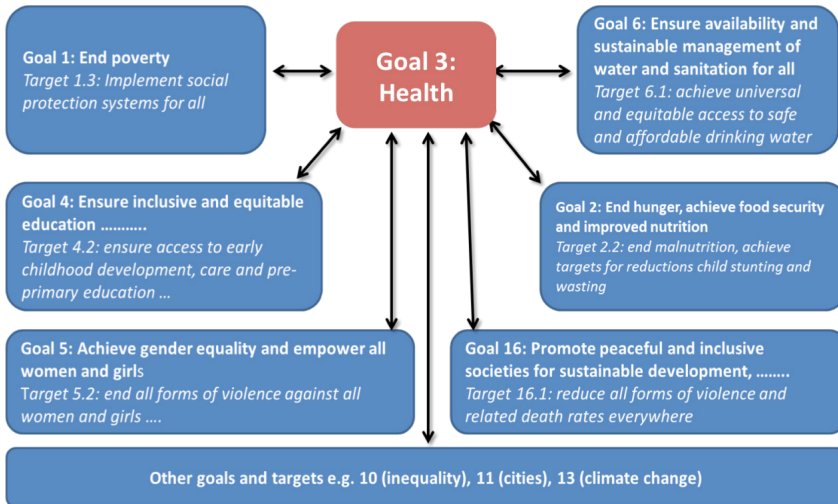 Goal 1: End poverty
Target 1.3: Implement social
protection systems for all
Goal 3:
Health
Goal 6: Ensure availability and
sustainable management of
water and sanitation for all
Target 6.1: achieve universal
and equitable access to safe
and affordable drinking water
Goal 4: Ensure inclusive and equitable
education ………..
Target 4.2: ensure access to early
childhood development, care and pre-
primary education …
Goal 2: End hunger, achieve food security
and improved nutrition
Target 2.2: end malnutrition, achieve
targets for reductions child stunting and
wasting
Goal 5: Achieve gender equality and empower all
women and girls
Target 5.2: end all forms of violence against all
women and girls ….
Goal 16: Promote peaceful and inclusive
societies for sustainable development, ……..
Target 16.1: reduce all forms of violence and
related death rates everywhere
Other goals and targets e.g. 10 (inequality), 11 (cities), 13 (climate change)